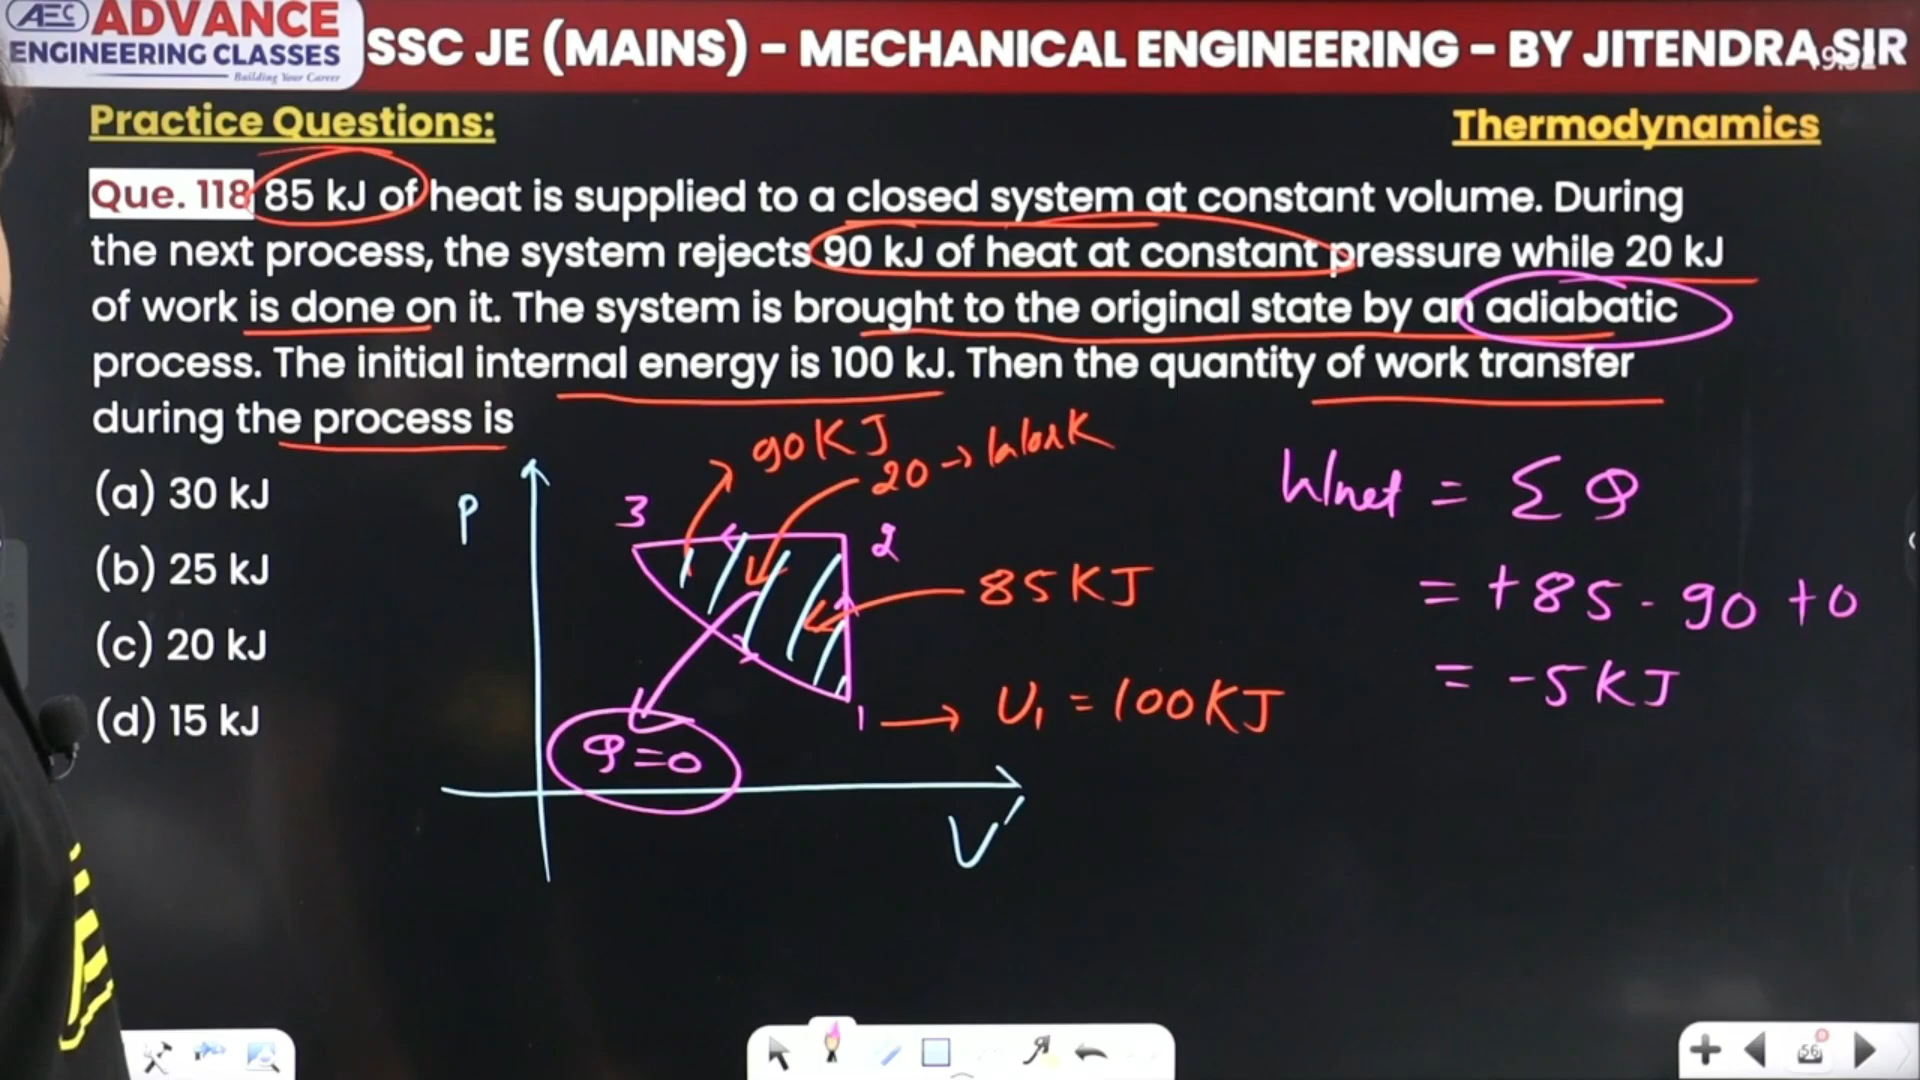 AEC ADVANCE
ENGINEERING CLASSES
Building Your Career
SSC JE (MAINS) - MECHANICAL ENGINEERING - BY JITENDRA SIR
Practice Questions:
Thermodynamics
Que. 118 85 kJ of heat is supplied to a closed system at constant volume. During
the next process, the system rejects 90 kJ of heat at constant pressure while 20 kJ
of work is done on it. The system is brought to the original state by an adiabatic
process. The initial internal energy is 100 kJ. Then the quantity of work transfer
during the process is
(a) 30 kJ
(b) 25 kJ
(c) 20 kJ
(d) 15 kJ
90KJ
20 → Work
P
3
2
85KJ
1 → U₁ = 100KJ
Q=0
V
Wnet = Σ Q
= +85 - 90 + 0
= -5KJ
56